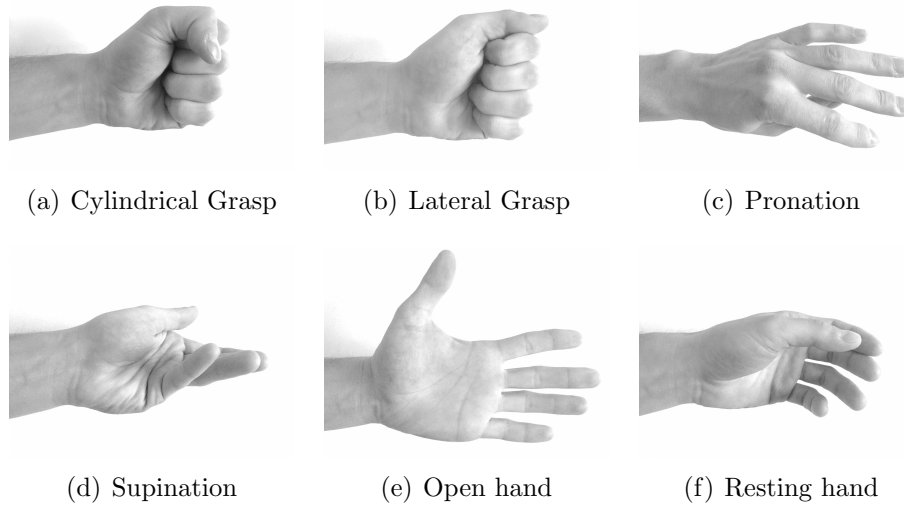 (a) Cylindrical Grasp
(b) Lateral Grasp
(c) Pronation
(d) Supination
(e) Open hand
(f) Resting hand